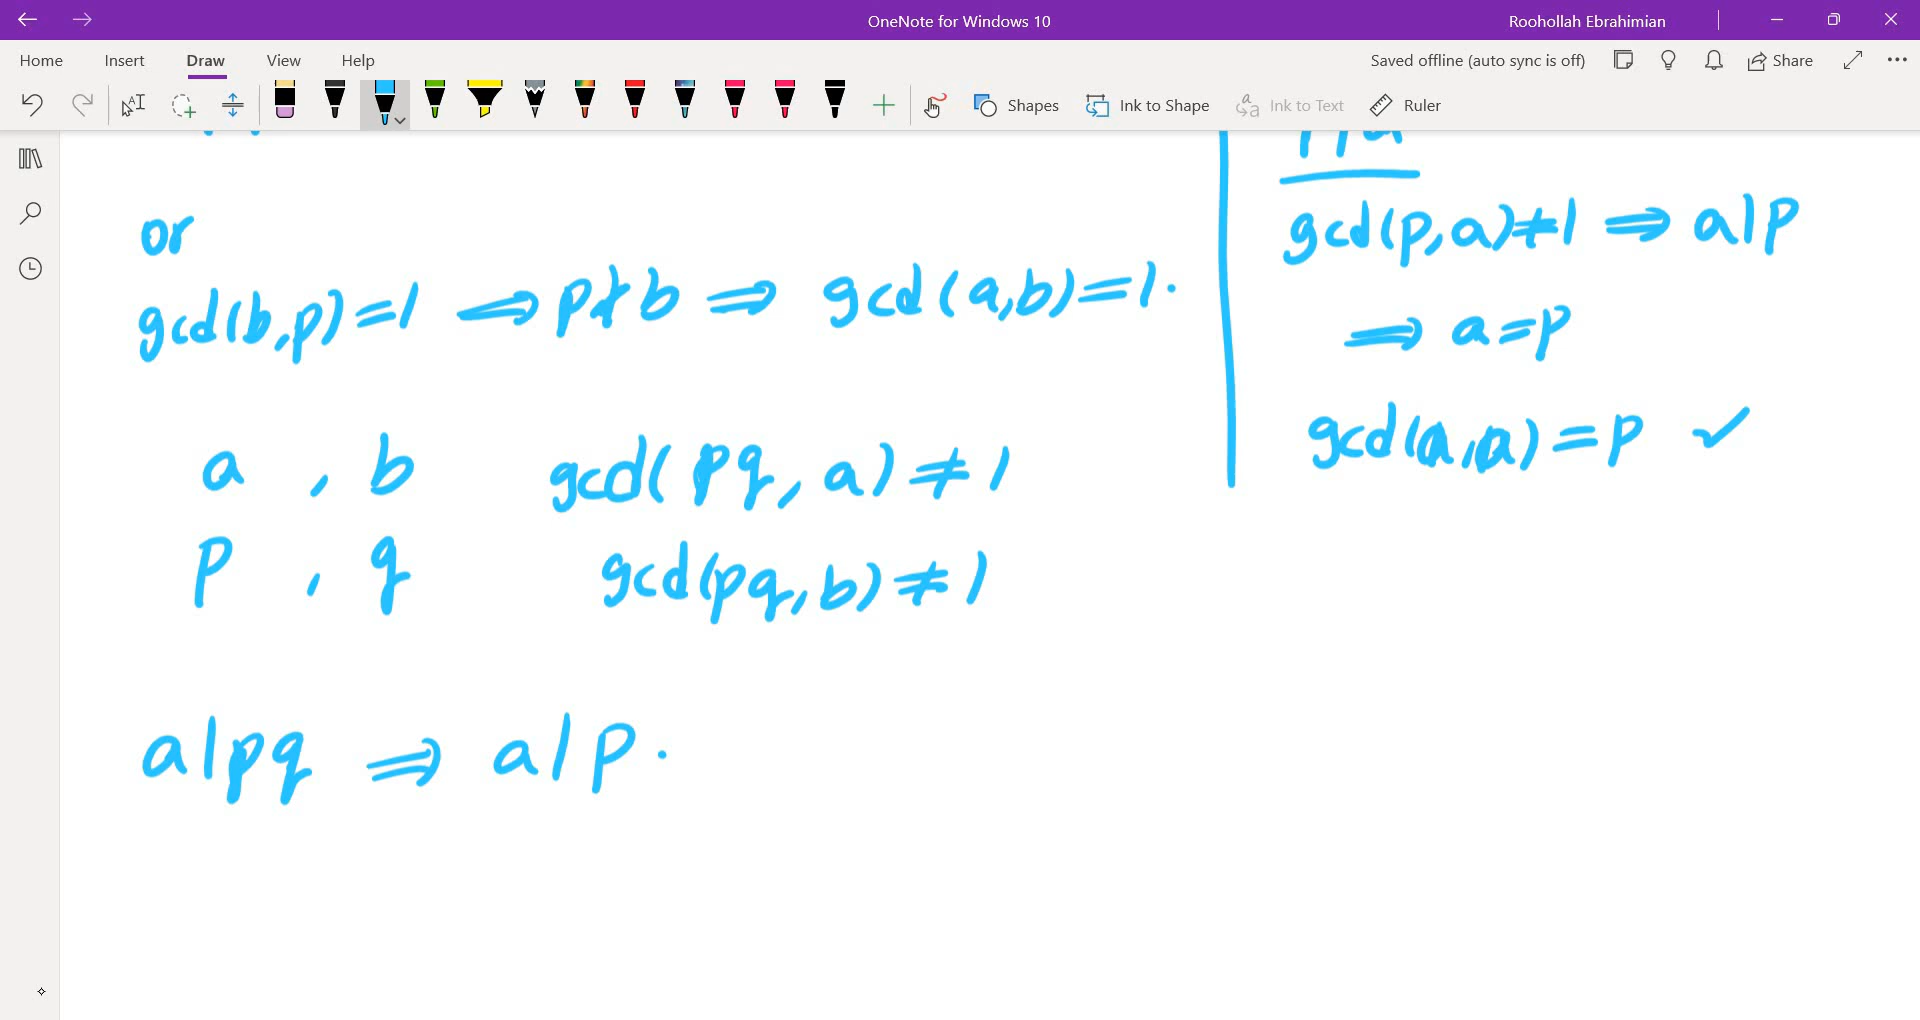 OneNote for Windows 10
Roohollah Ebrahimian
Home Insert Draw View Help
Saved offline (auto sync is off) Share
Shapes Ink to Shape Ink to Text Ruler
or
gcd(b,p)=1 ⟹ p∤b ⟹ gcd(a,b)=1.
a , b gcd(pq, a) ≠ 1
p , q gcd(pq, b) ≠ 1
a|pq ⟹ a|p.
gcd(p,a)≠1 ⟹ a|p
⟹ a=p
gcd(a,a)=p ✓